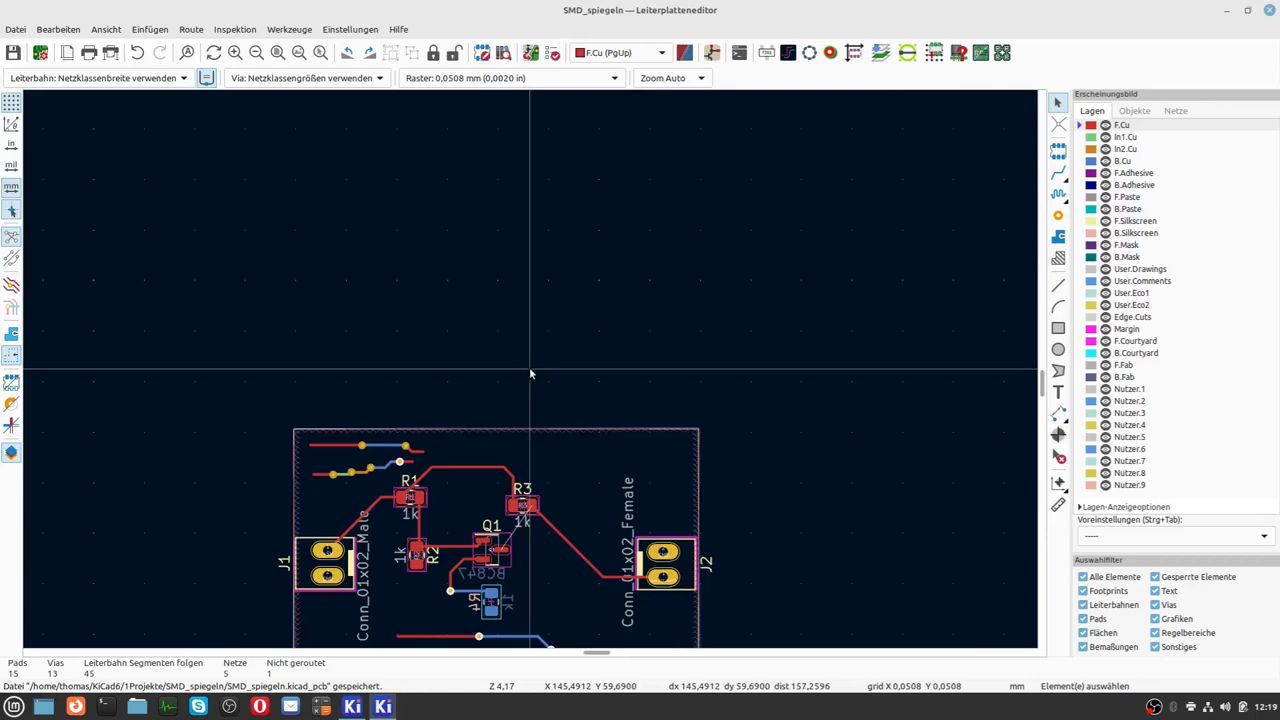 SMD_spiegeln — Leiterplatteneditor
Datei Bearbeiten Ansicht Einfügen Route Inspektion Werkzeuge Einstellungen Hilfe
F.Cu (PgUp)
Leiterbahn: Netzklassenbreite verwenden Via: Netzklassengrößen verwenden Raster: 0,0508 mm (0,0020 in) Zoom Auto
Erscheinungsbild
Lagen Objekte Netze
F.Cu
In1.Cu
In2.Cu
B.Cu
F.Adhesive
B.Adhesive
F.Paste
B.Paste
F.Silkscreen
B.Silkscreen
F.Mask
B.Mask
User.Drawings
User.Comments
User.Eco1
User.Eco2
Edge.Cuts
Margin
F.Courtyard
B.Courtyard
F.Fab
B.Fab
Nutzer.1
Nutzer.2
Nutzer.3
Nutzer.4
Nutzer.5
Nutzer.6
Nutzer.7
Nutzer.8
Nutzer.9
Lagen-Anzeigeoptionen
Voreinstellungen (Strg+Tab):
-----
Auswahlfilter
Alle Elemente Gesperrte Elemente
Footprints Text
Leiterbahnen Vias
Pads Grafiken
Flächen Regelbereiche
Bemaßungen Sonstiges
in
mil
mm
R1
1k
R3
1k
Q1
BC847
1k
R2
R4
1k
J1
Conn_01x02_Male
Conn_01x02_Female
J2
Pads Vias Leiterbahn Segmenten folgen Netze Nicht geroutet
15 13 45 5 1
Datei "/home/thomas/KiCad6/1Projekte/SMD_spiegeln/SMD_spiegeln.kicad_pcb" gespeichert. Z 4,17 X 145,4912 Y 59,6900 dx 145,4912 dy 59,6900 dist 157,2596 grid X 0,0508 Y 0,0508 mm Element(e) auswählen
12:19